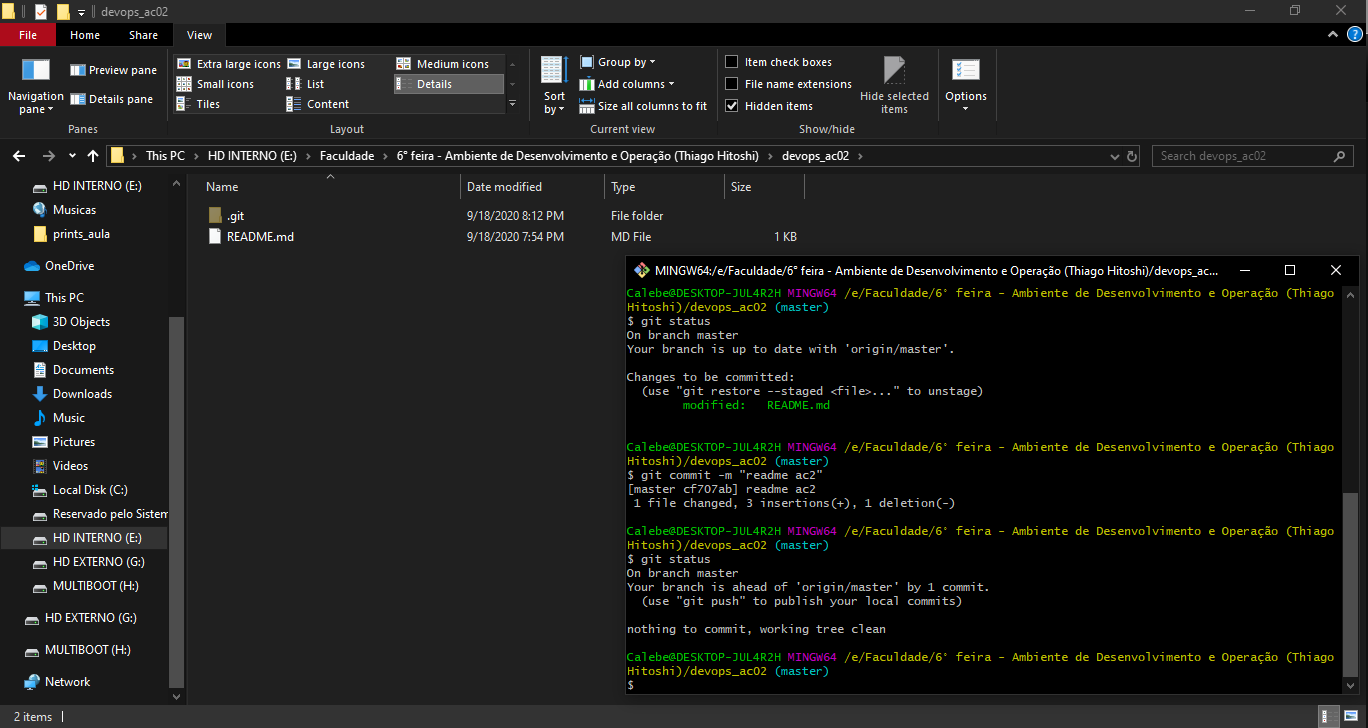 devops_ac02
File Home Share View
Navigation pane
Preview pane
Details pane
Panes
Extra large icons Large icons Medium icons
Small icons List Details
Tiles Content
Layout
Sort by
Group by
Add columns
Size all columns to fit
Current view
Item check boxes
File name extensions
Hidden items
Hide selected items
Show/hide
Options
This PC HD INTERNO (E:) Faculdade 6° feira - Ambiente de Desenvolvimento e Operação (Thiago Hitoshi) devops_ac02
Search devops_ac02
HD INTERNO (E:)
Musicas
prints_aula
OneDrive
This PC
3D Objects
Desktop
Documents
Downloads
Music
Pictures
Videos
Local Disk (C:)
Reservado pelo Sistem
HD INTERNO (E:)
HD EXTERNO (G:)
MULTIBOOT (H:)
HD EXTERNO (G:)
MULTIBOOT (H:)
Network
Name Date modified Type Size
.git 9/18/2020 8:12 PM File folder
README.md 9/18/2020 7:54 PM MD File 1 KB
MINGW64:/e/Faculdade/6° feira - Ambiente de Desenvolvimento e Operação (Thiago Hitoshi)/devops_ac...
Calebe@DESKTOP-JUL4R2H MINGW64 /e/Faculdade/6° feira - Ambiente de Desenvolvimento e Operação (Thiago
Hitoshi)/devops_ac02 (master)
$ git status
On branch master
Your branch is up to date with 'origin/master'.
Changes to be committed:
(use "git restore --staged <file>..." to unstage)
modified: README.md
Calebe@DESKTOP-JUL4R2H MINGW64 /e/Faculdade/6° feira - Ambiente de Desenvolvimento e Operação (Thiago
Hitoshi)/devops_ac02 (master)
$ git commit -m "readme ac2"
[master cf707ab] readme ac2
1 file changed, 3 insertions(+), 1 deletion(-)
Calebe@DESKTOP-JUL4R2H MINGW64 /e/Faculdade/6° feira - Ambiente de Desenvolvimento e Operação (Thiago
Hitoshi)/devops_ac02 (master)
$ git status
On branch master
Your branch is ahead of 'origin/master' by 1 commit.
(use "git push" to publish your local commits)
nothing to commit, working tree clean
Calebe@DESKTOP-JUL4R2H MINGW64 /e/Faculdade/6° feira - Ambiente de Desenvolvimento e Operação (Thiago
Hitoshi)/devops_ac02 (master)
$
2 items